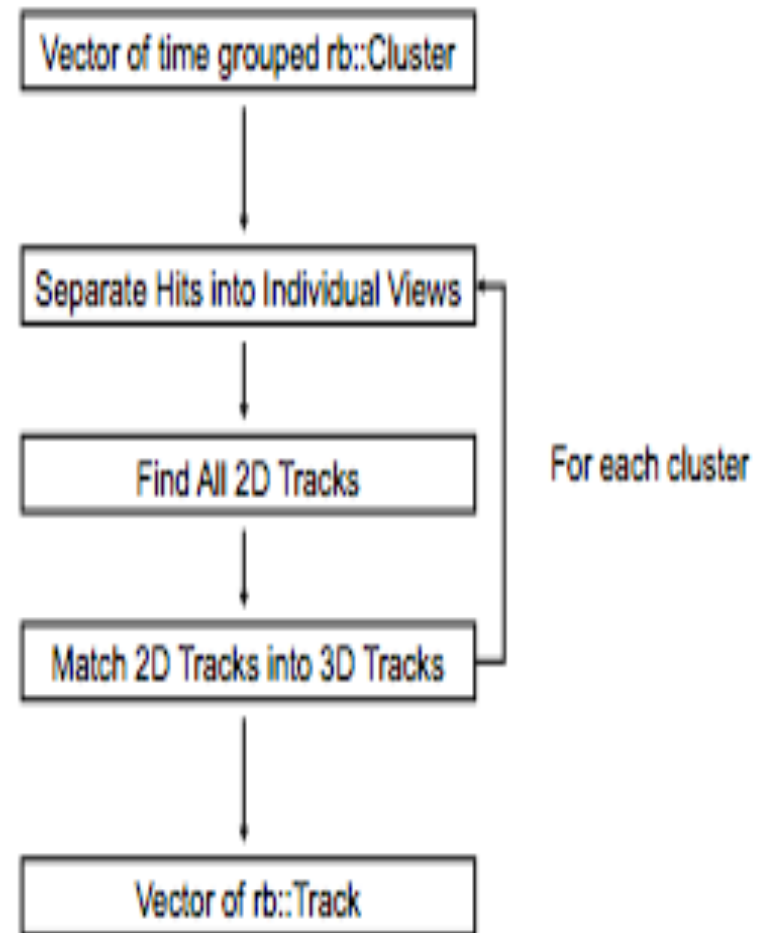 Vector of time grouped rb::Cluster
Separate Hits into Individual Views
Find All 2D Tracks
For each cluster
Match 2D Tracks into 3D Tracks
Vector of rb::Track